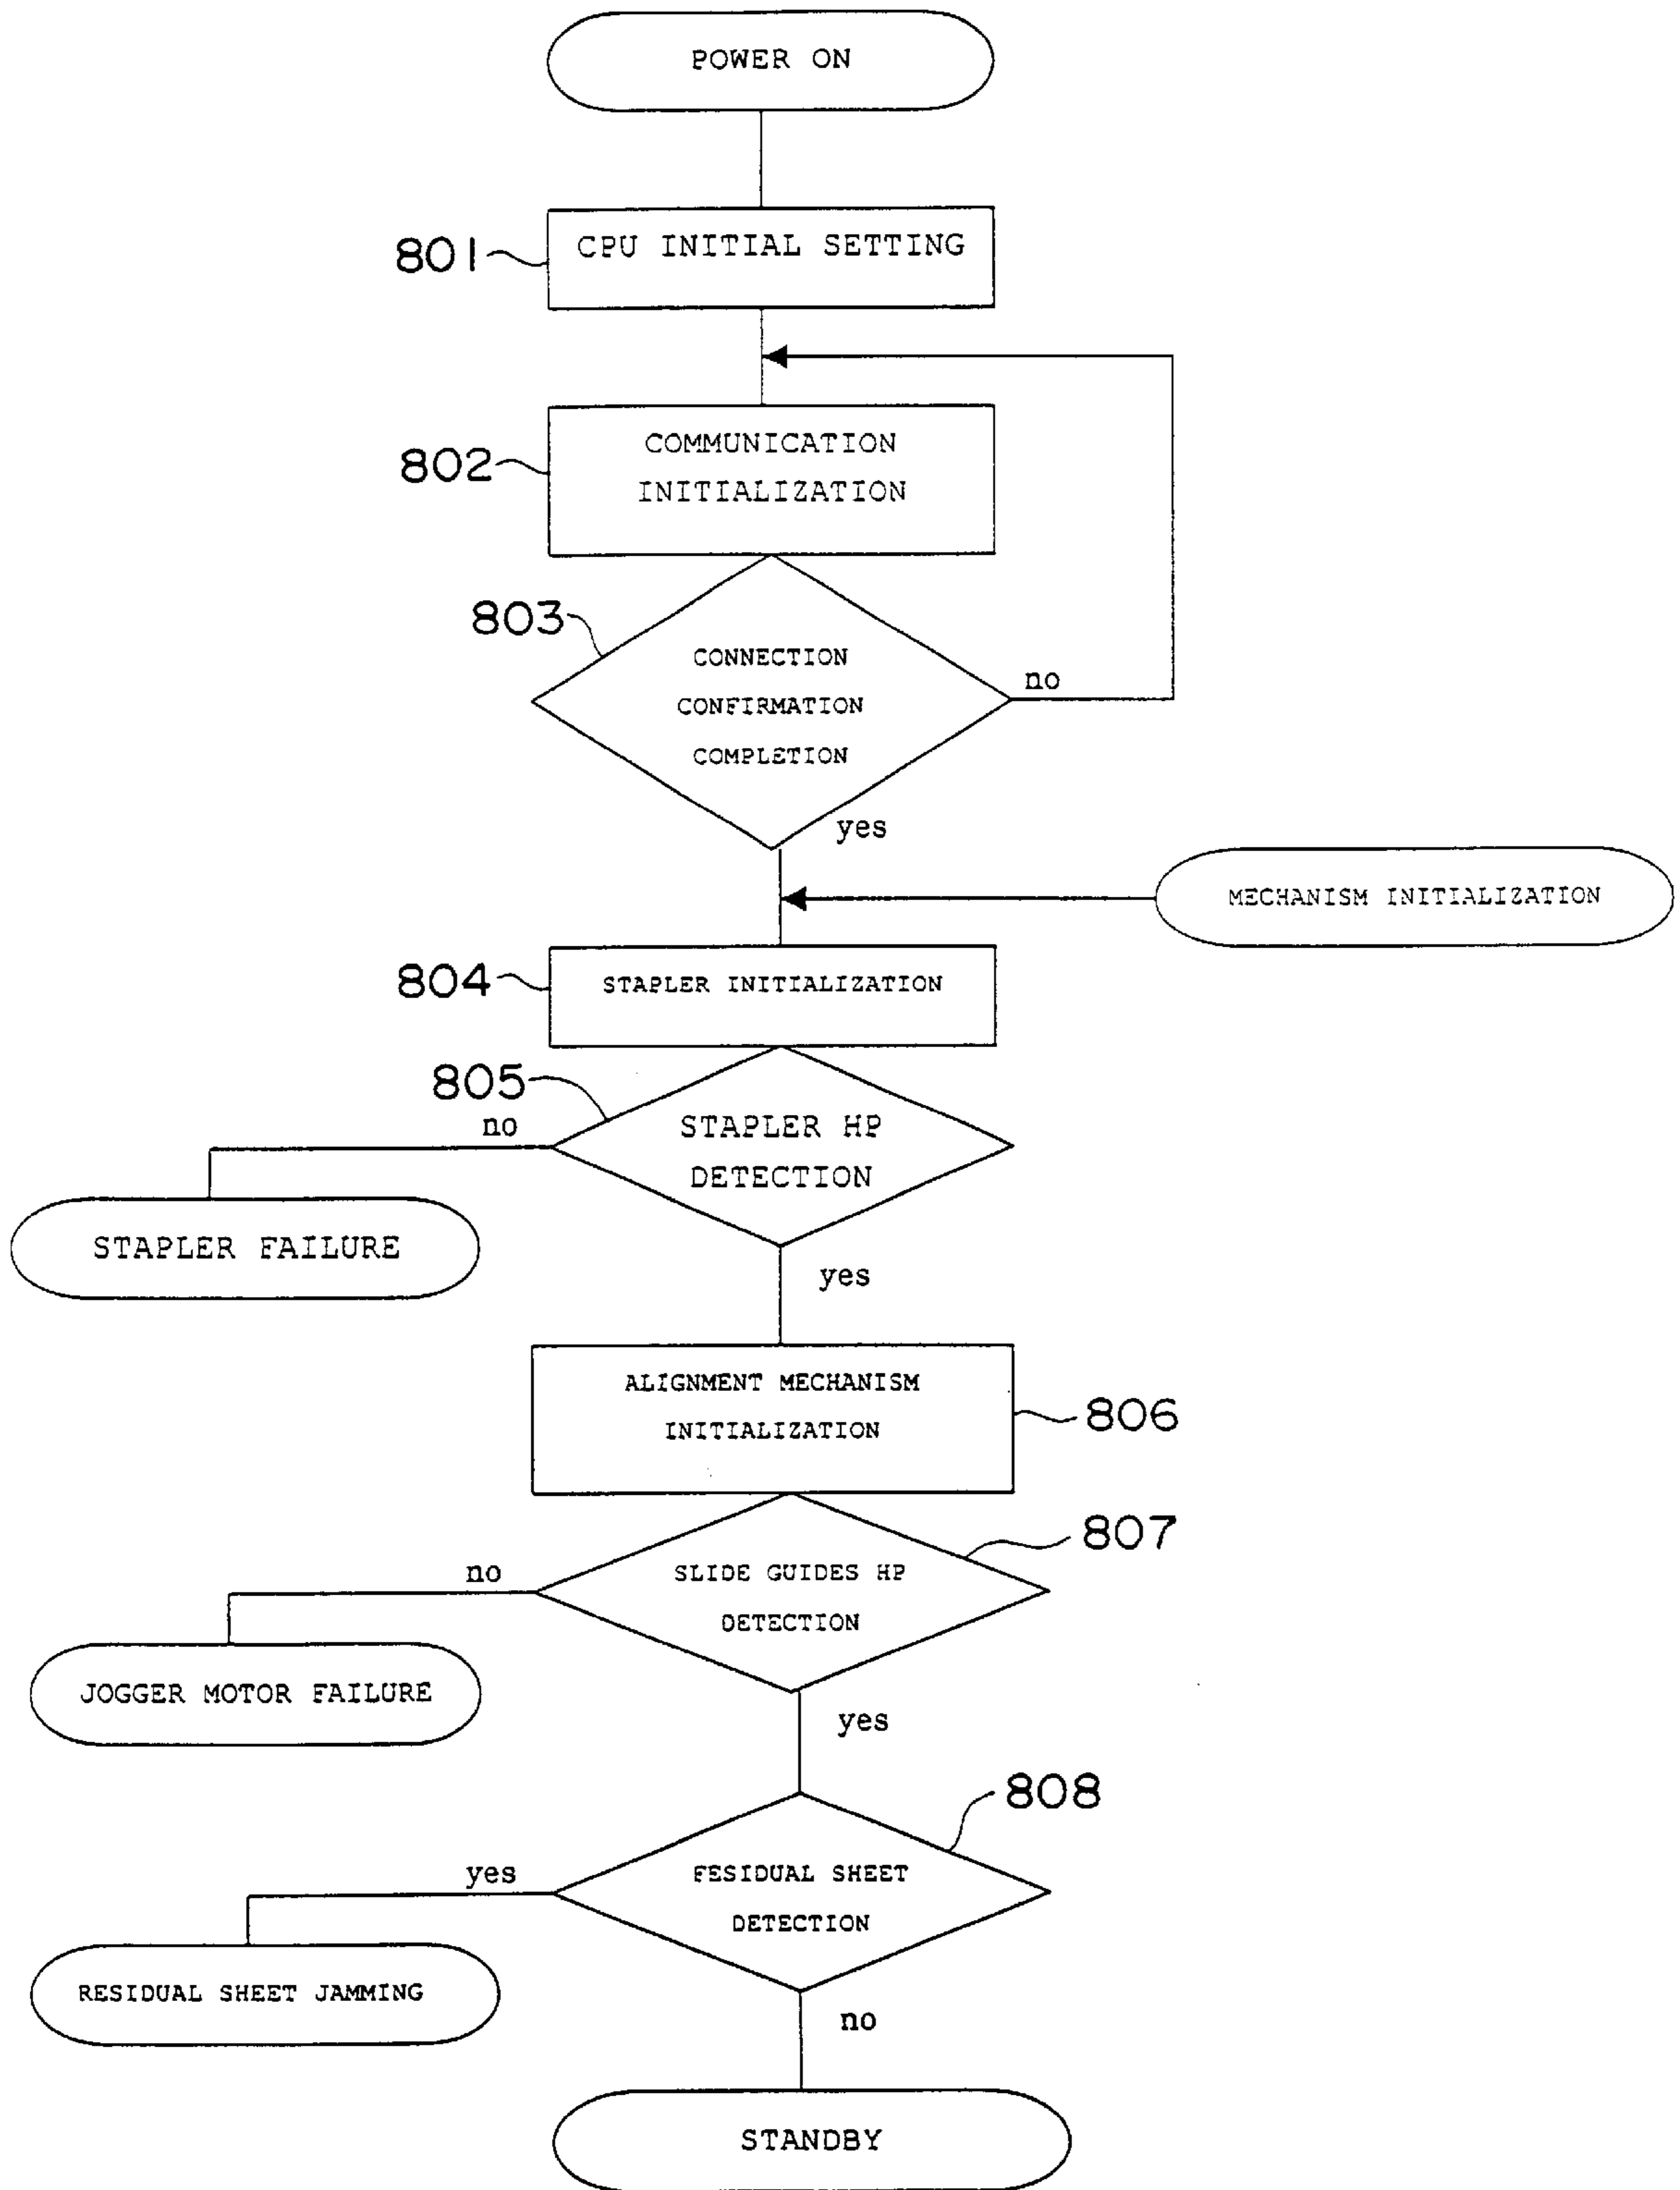 POWER ON
801
CPU INITIAL SETTING
802
COMMUNICATION
INITIALIZATION
803
CONNECTION
CONFIRMATION
COMPLETION
no
yes
MECHANISM INITIALIZATION
804
STAPLER INITIALIZATION
805
no
STAPLER HP
DETECTION
STAPLER FAILURE
yes
ALIGNMENT MECHANISM
INITIALIZATION
806
807
no
SLIDE GUIDES HP
DETECTION
JOGGER MOTOR FAILURE
yes
808
yes
FESIDUAL SHEET
DETECTION
RESIDUAL SHEET JAMMING
no
STANDBY